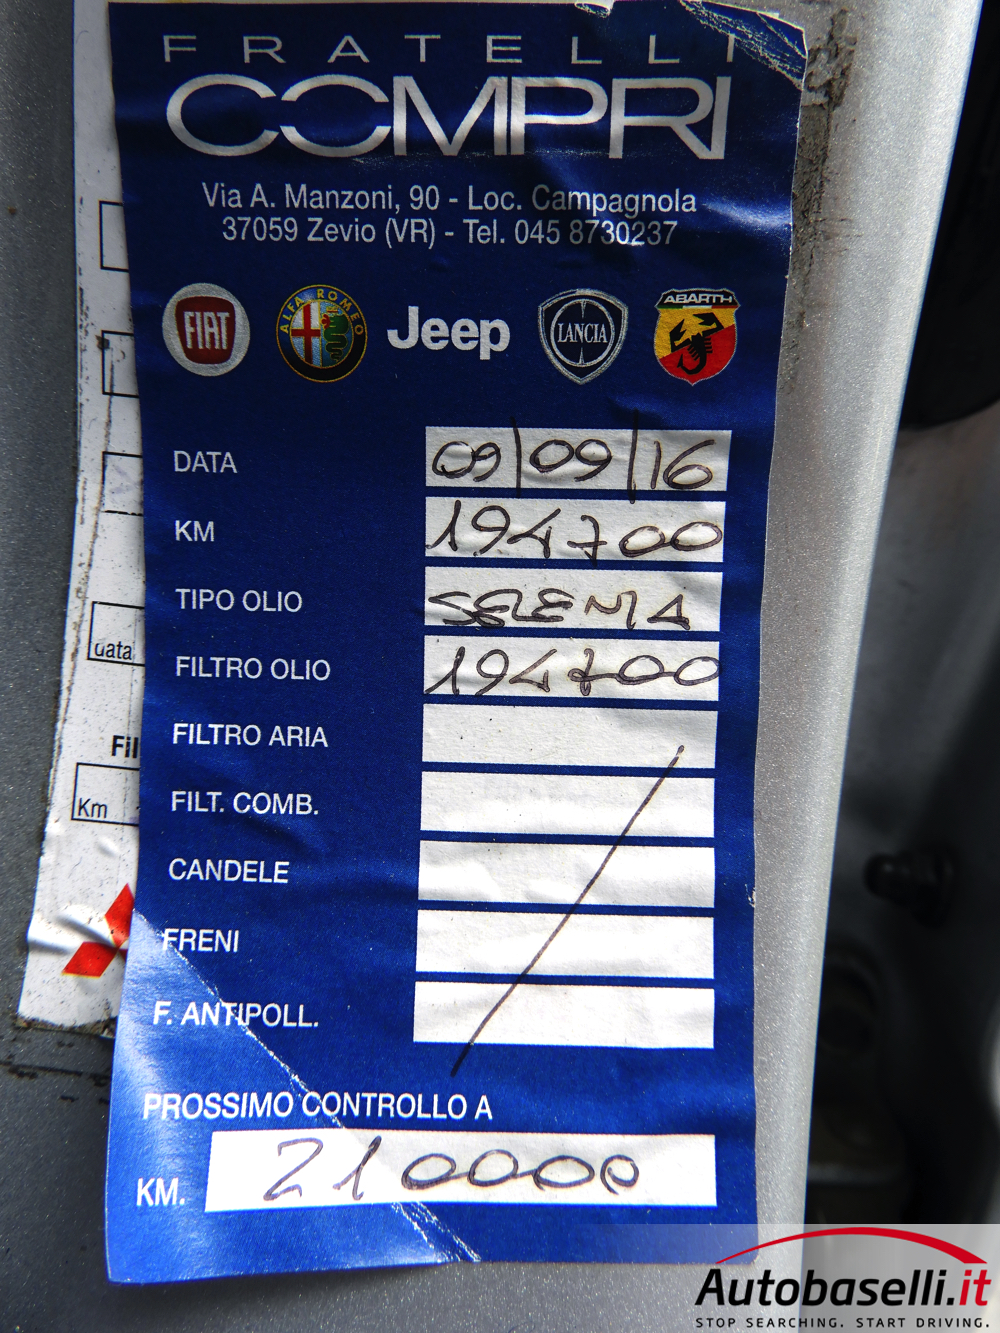 FRATELLI
COMPRI
Via A. Manzoni, 90 - Loc. Campagnola
37059 Zevio (VR) - Tel. 045 8730237
FIAT
ALFA ROMEO
Jeep
LANCIA
ABARTH
DATA 09/09/16
KM 194700
TIPO OLIO SELENIA
FILTRO OLIO 194700
FILTRO ARIA
FILT. COMB.
CANDELE
FRENI
F. ANTIPOLL.
PROSSIMO CONTROLLO A
KM. 210000
data
Fil
Km
Autobaselli.it
STOP SEARCHING. START DRIVING.